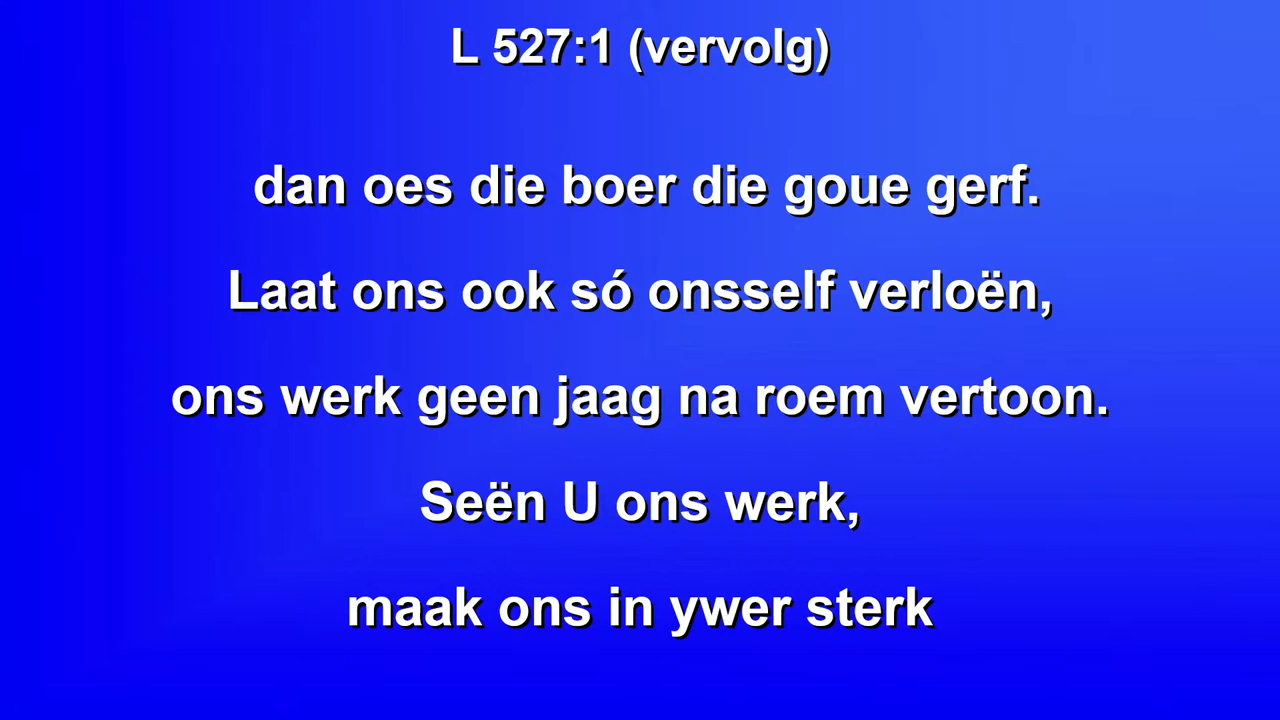 L 527:1 (vervolg)
dan oes die boer die goue gerf.
Laat ons ook só onsself verloën,
ons werk geen jaag na roem vertoon.
Seën U ons werk,
maak ons in ywer sterk